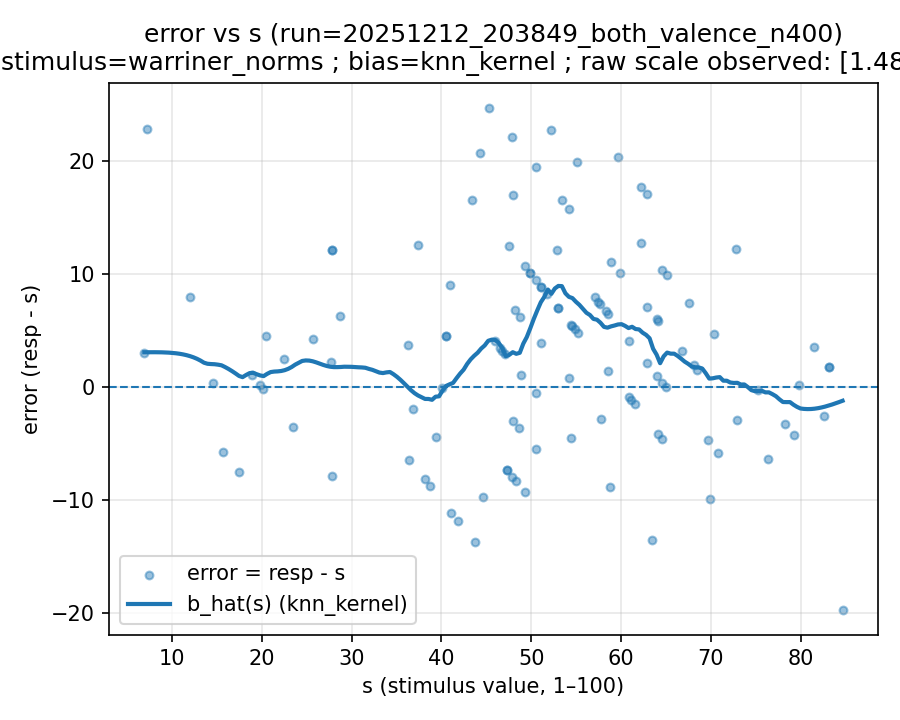 error vs s (run=20251212_203849_both_valence_n400)
stimulus=warriner_norms ; bias=knn_kernel ; raw scale observed: [1.48
20
10
0
−10
−20
error (resp - s)
error = resp - s
b_hat(s) (knn_kernel)
10 20 30 40 50 60 70 80
s (stimulus value, 1–100)